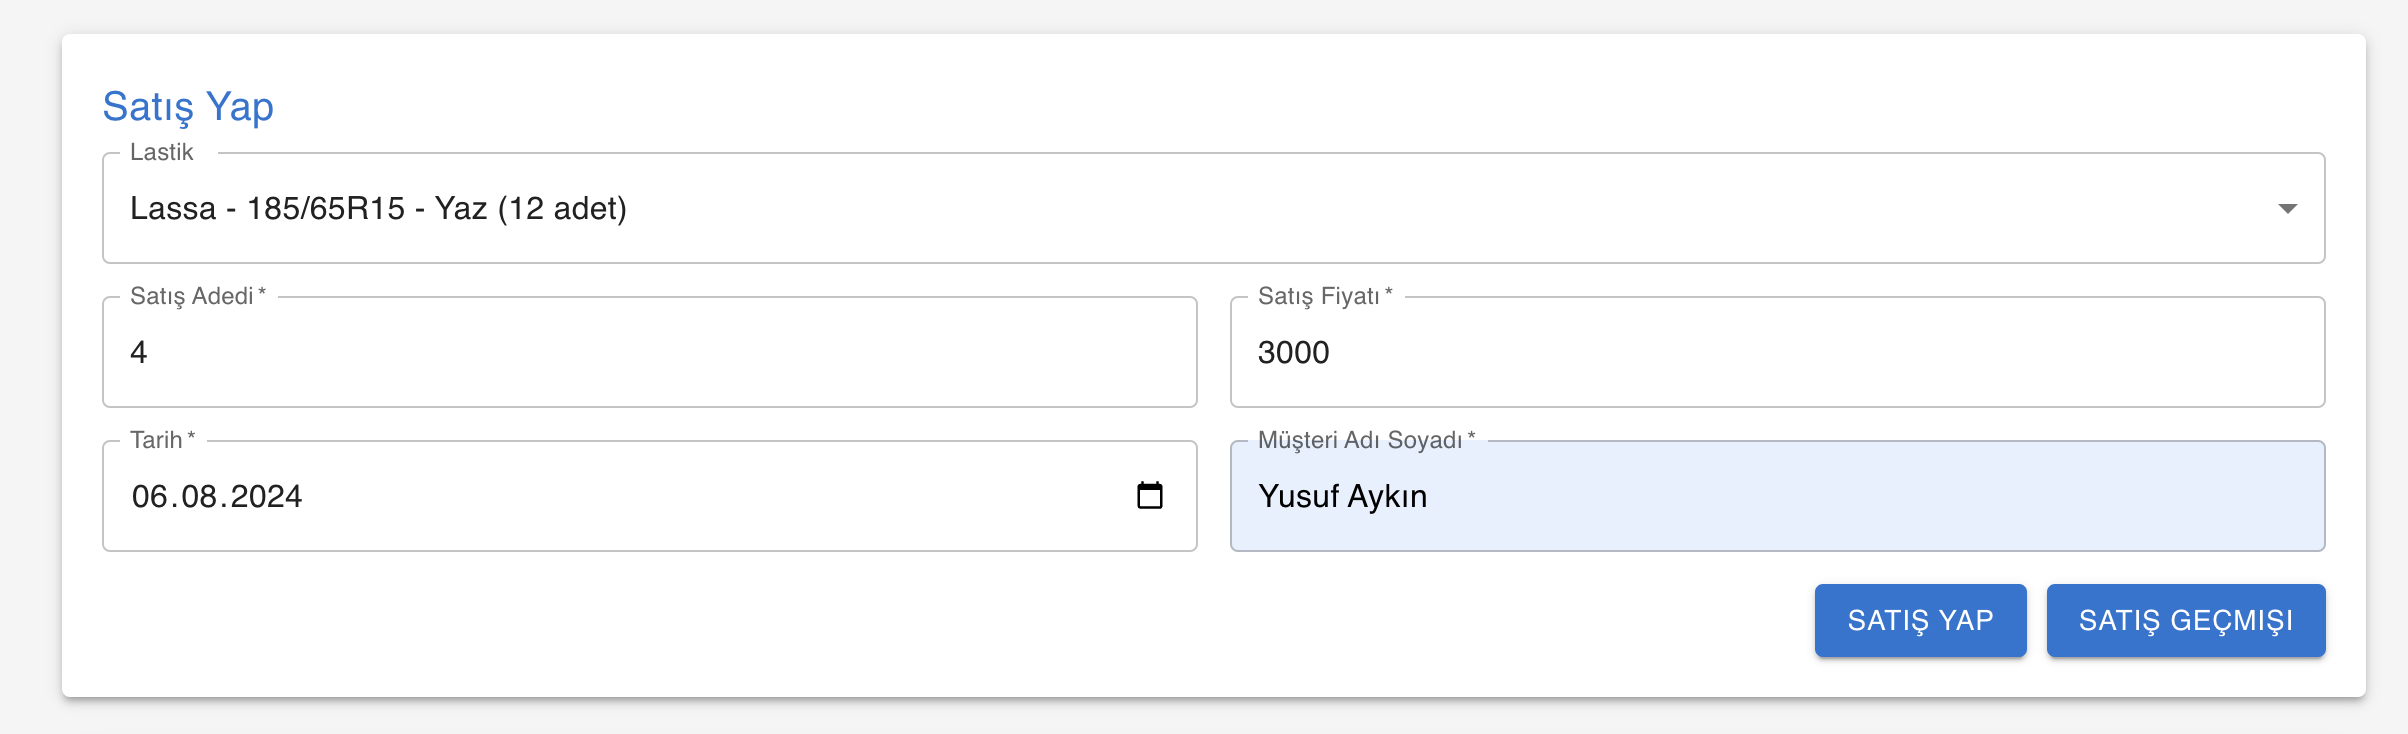 Satış Yap
Lastik
Lassa - 185/65R15 - Yaz (12 adet)
Satış Adedi *
Satış Fiyatı *
4
3000
Tarih *
Müşteri Adı Soyadı *
06.08.2024
Yusuf Aykın
SATIŞ YAP
SATIŞ GEÇMIŞI